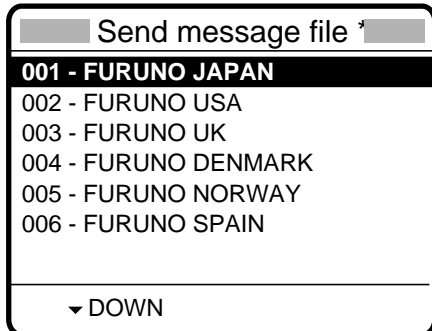 Send message file *
001 - FURUNO JAPAN
002 - FURUNO USA
003 - FURUNO UK
004 - FURUNO DENMARK
005 - FURUNO NORWAY
006 - FURUNO SPAIN
DOWN